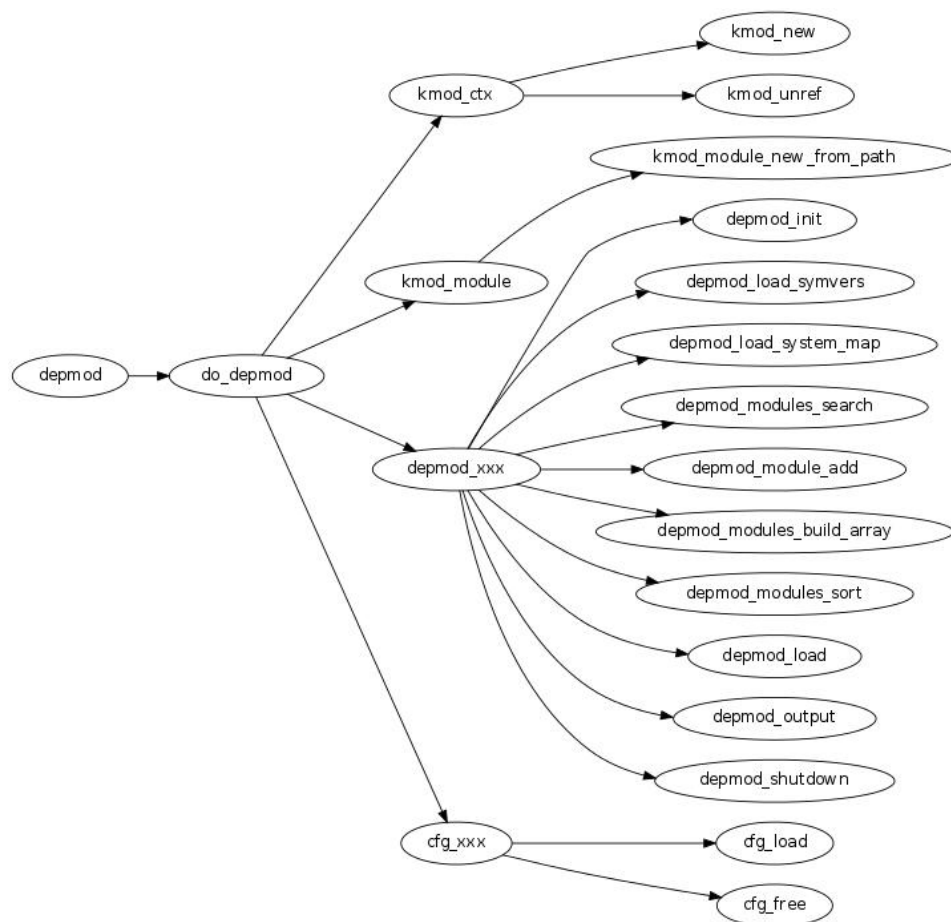 kmod_new
kmod_ctx
kmod_unref
kmod_module_new_from_path
depmod_init
kmod_module
depmod_load_symvers
depmod_load_system_map
depmod
do_depmod
depmod_modules_search
depmod_xxx
depmod_module_add
depmod_modules_build_array
depmod_modules_sort
depmod_load
depmod_output
depmod_shutdown
cfg_xxx
cfg_load
cfg_free